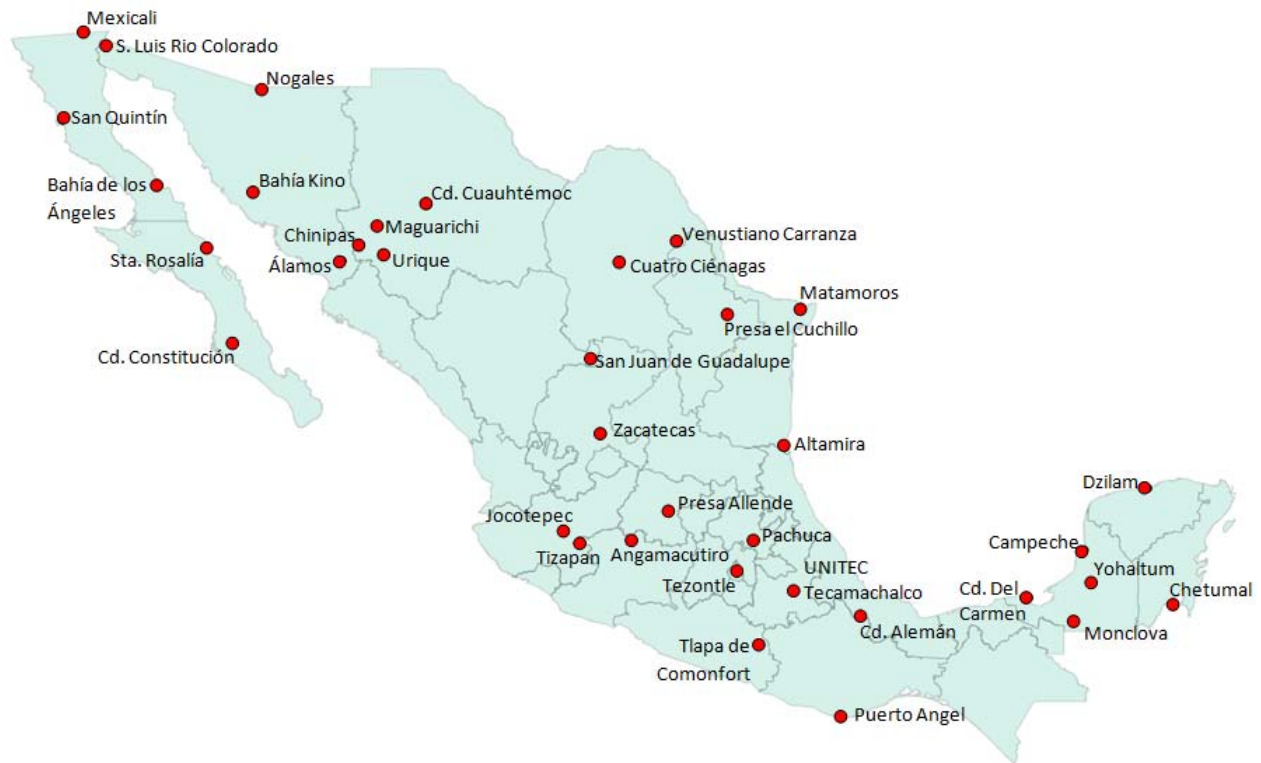 Mexicali
S. Luis Rio Colorado
Nogales
San Quintín
Bahía de los
Ángeles
Bahía Kino
Cd. Cuauhtémoc
Maguarichi
Chinipas
Urique
Álamos
Sta. Rosalía
Venustiano Carranza
Cuatro Ciénagas
Matamoros
Presa el Cuchillo
Cd. Constitución
San Juan de Guadalupe
Zacatecas
Altamira
Dzilam
Presa Allende
Jocotepec
Tizapan
Angamacutiro
Pachuca
Campeche
UNITEC
Tezontle
Tecamachalco
Yohaltum
Cd. Del
Carmen
Chetumal
Cd. Alemán
Monclova
Tlapa de
Comonfort
Puerto Angel